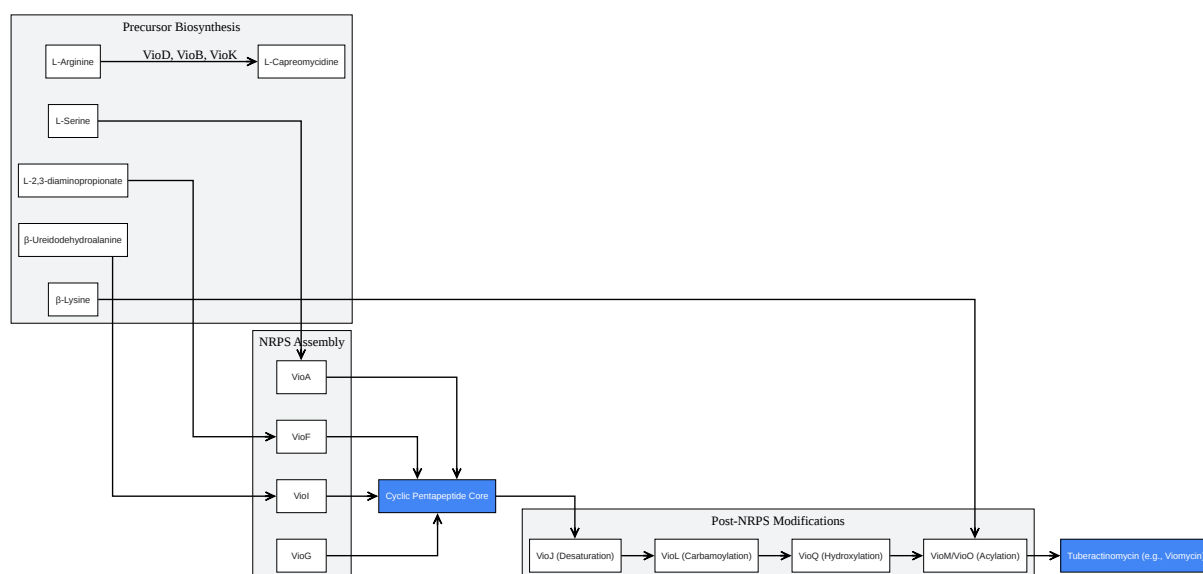 Precursor Biosynthesis
L-Arginine
VioD, VioB, VioK
L-Capreomycidine
L-Serine
L-2,3-diaminopropionate
β-Ureidodehydroalanine
β-Lysine
NRPS Assembly
VioA
VioF
VioI
Cyclic Pentapeptide Core
VioG
Post-NRPS Modifications
VioJ (Desaturation)
VioL (Carbamoylation)
VioQ (Hydroxylation)
VioM/VioO (Acylation)
Tuberactinomycin (e.g., Viomycin)